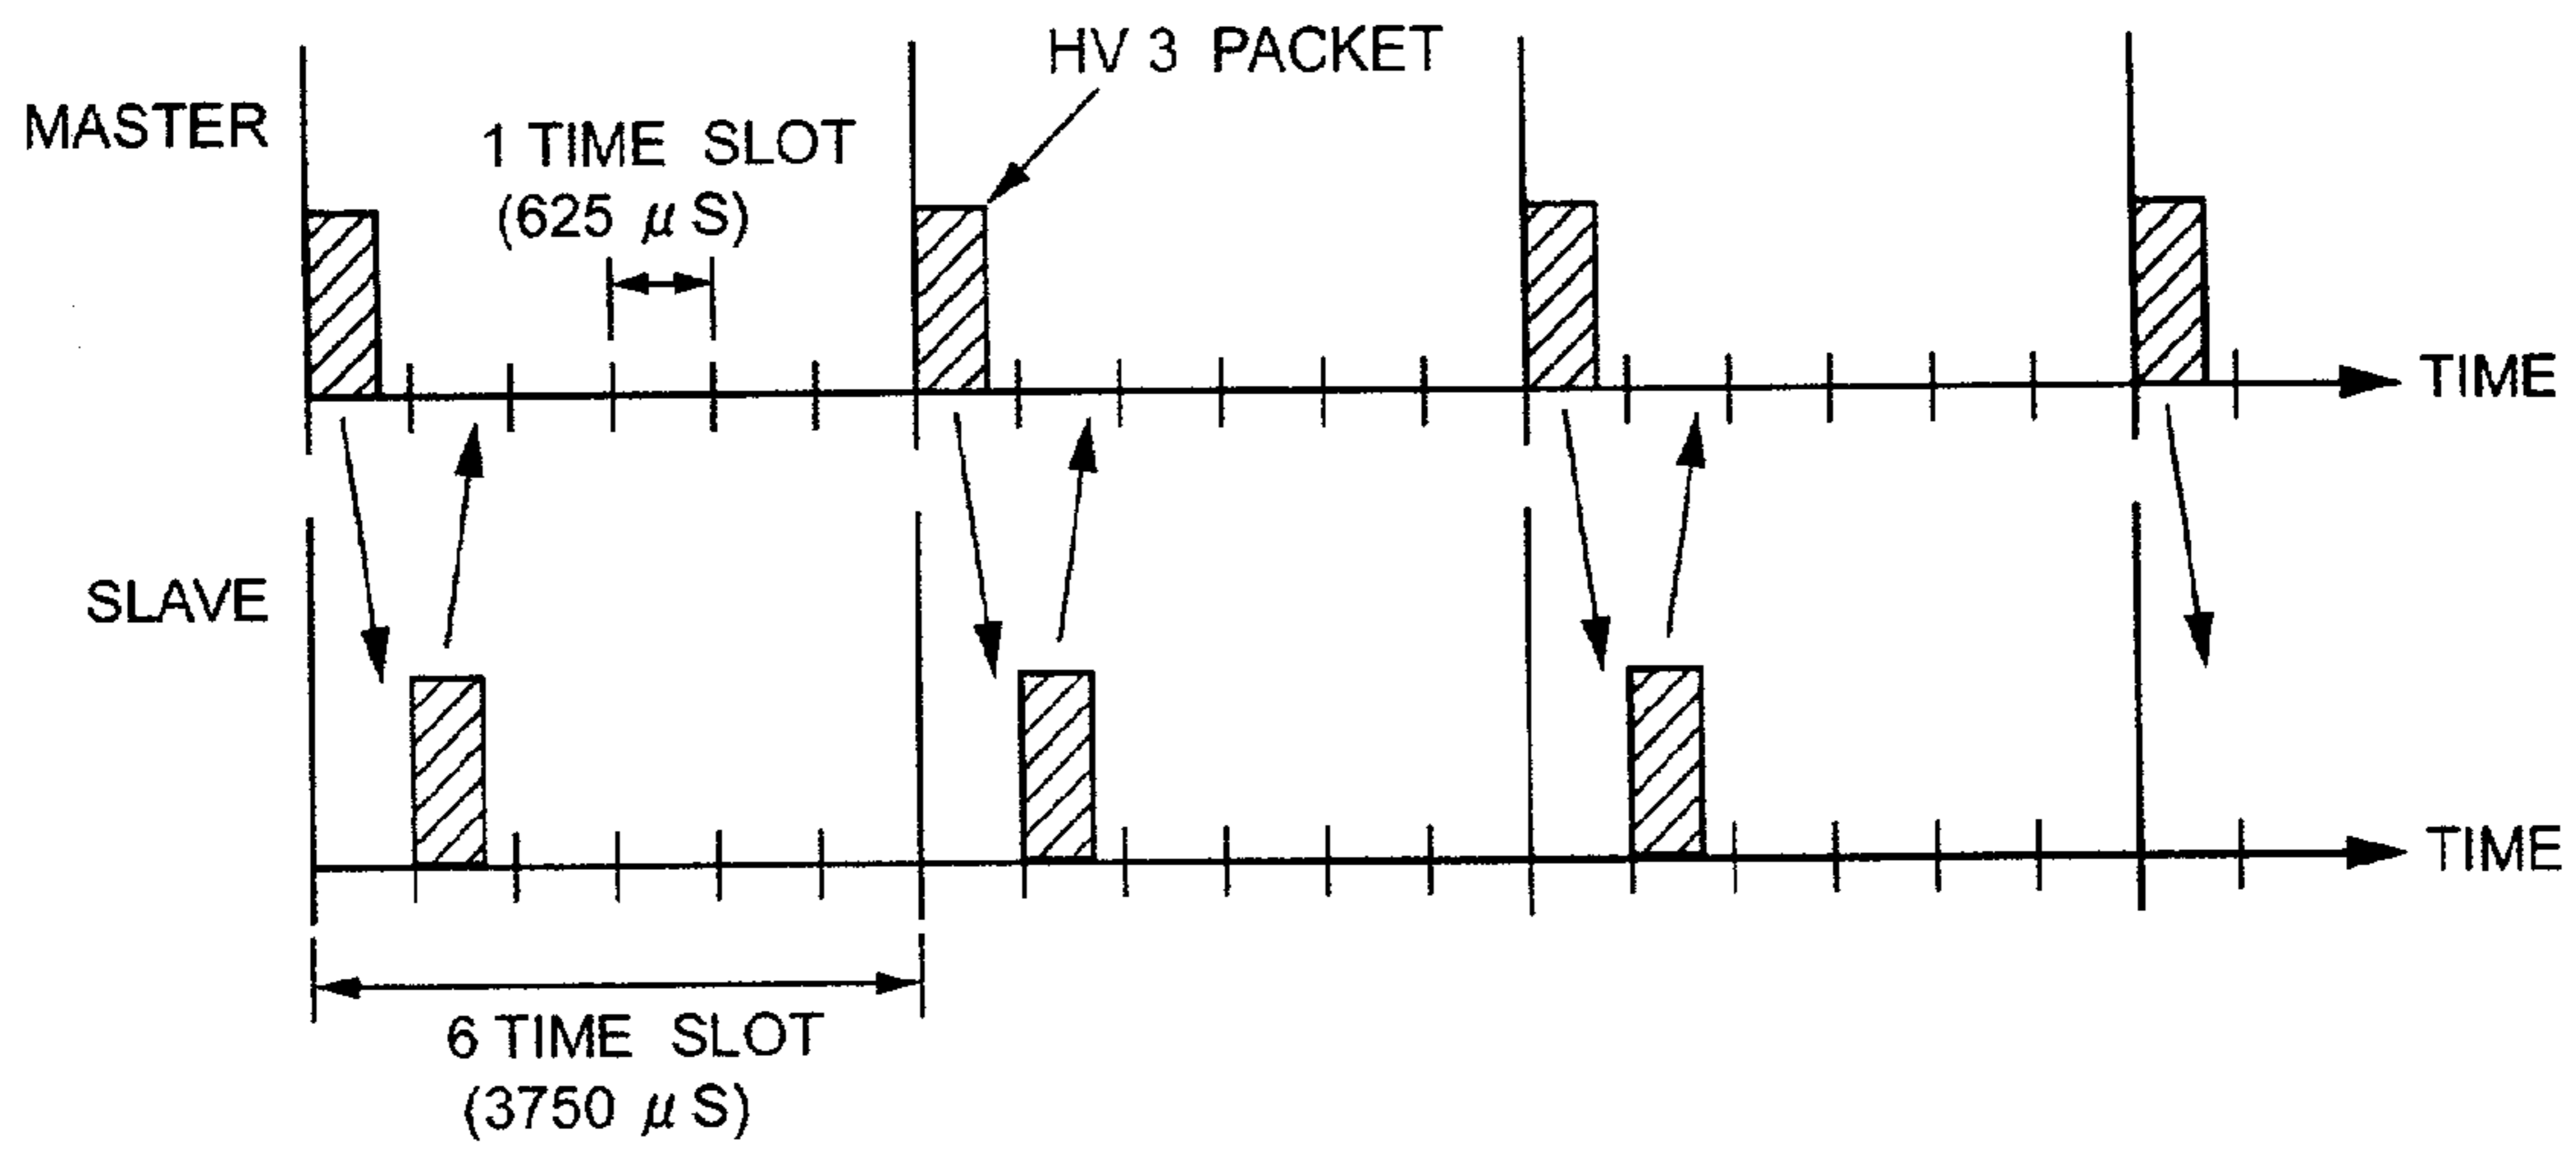 HV 3 PACKET
MASTER
1 TIME SLOT
(625 μS)
TIME
SLAVE
TIME
6 TIME SLOT
(3750 μS)